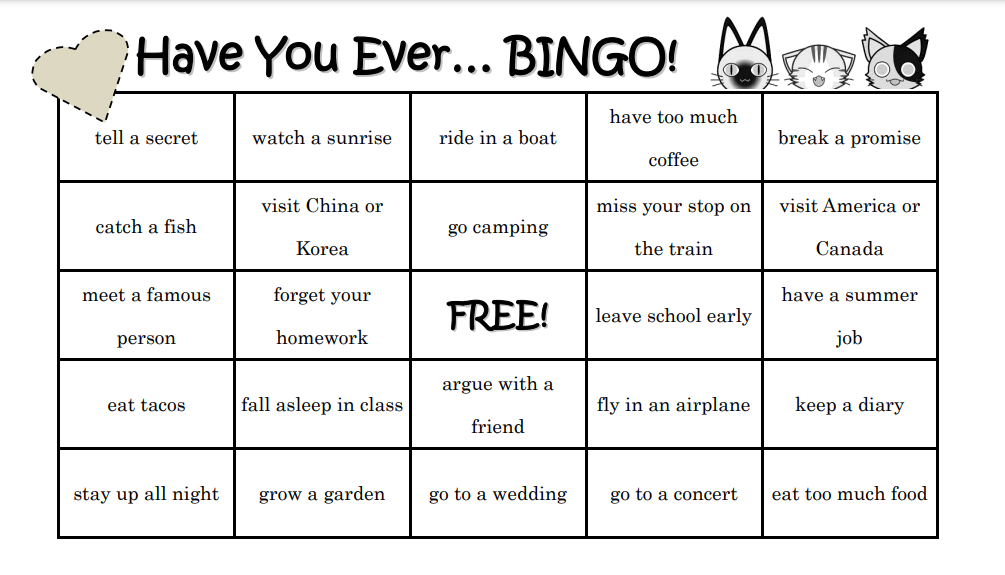 Have You Ever... BINGO!
tell a secret
watch a sunrise
ride in a boat
have too much
coffee
break a promise
catch a fish
visit China or
Korea
go camping
miss your stop on
the train
visit America or
Canada
meet a famous
person
forget your
homework
FREE!
leave school early
have a summer
job
eat tacos
fall asleep in class
argue with a
friend
fly in an airplane
keep a diary
stay up all night
grow a garden
go to a wedding
go to a concert
eat too much food